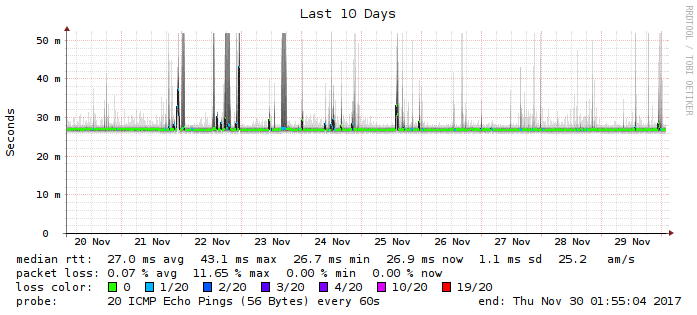 Last 10 Days
RRDTOOL / TOBI OETIKER
Seconds
50 m
40 m
30 m
20 m
10 m
0
20 Nov 21 Nov 22 Nov 23 Nov 24 Nov 25 Nov 26 Nov 27 Nov 28 Nov 29 Nov
median rtt: 27.0 ms avg 43.1 ms max 26.7 ms min 26.9 ms now 1.1 ms sd 25.2 am/s
packet loss: 0.07 % avg 11.65 % max 0.00 % min 0.00 % now
loss color: 0 1/20 2/20 3/20 4/20 10/20 19/20
probe: 20 ICMP Echo Pings (56 Bytes) every 60s end: Thu Nov 30 01:55:04 2017